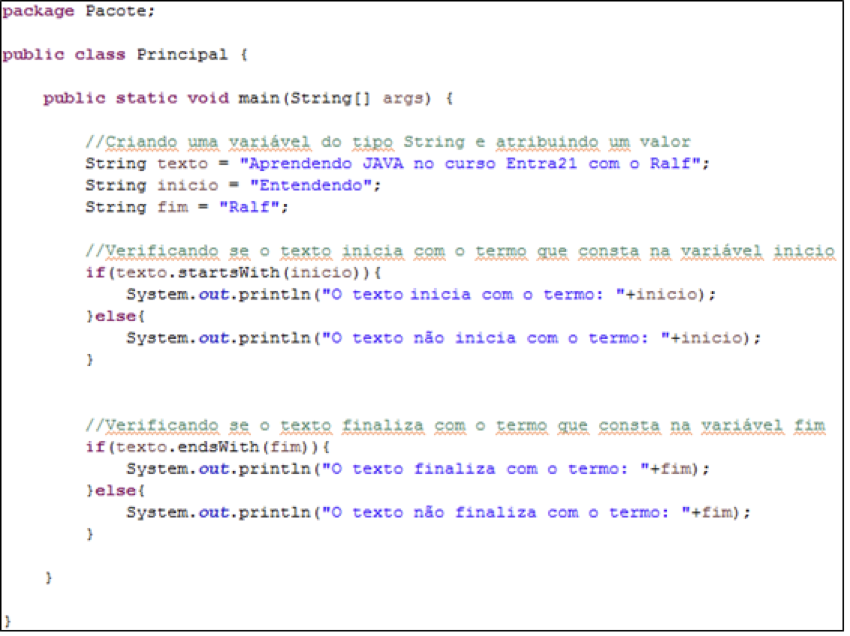 package Pacote;
public class Principal {
public static void main(String[] args) {
//Criando uma variável do tipo String e atribuindo um valor
String texto = "Aprendendo JAVA no curso Entra21 com o Ralf";
String inicio = "Entendendo";
String fim = "Ralf";
//Verificando se o texto inicia com o termo que consta na variável inicio
if(texto.startsWith(inicio)){
System.out.println("O texto inicia com o termo: "+inicio);
}else{
System.out.println("O texto não inicia com o termo: "+inicio);
}
//Verificando se o texto finaliza com o termo que consta na variável fim
if(texto.endsWith(fim)){
System.out.println("O texto finaliza com o termo: "+fim);
}else{
System.out.println("O texto não finaliza com o termo: "+fim);
}
}
}